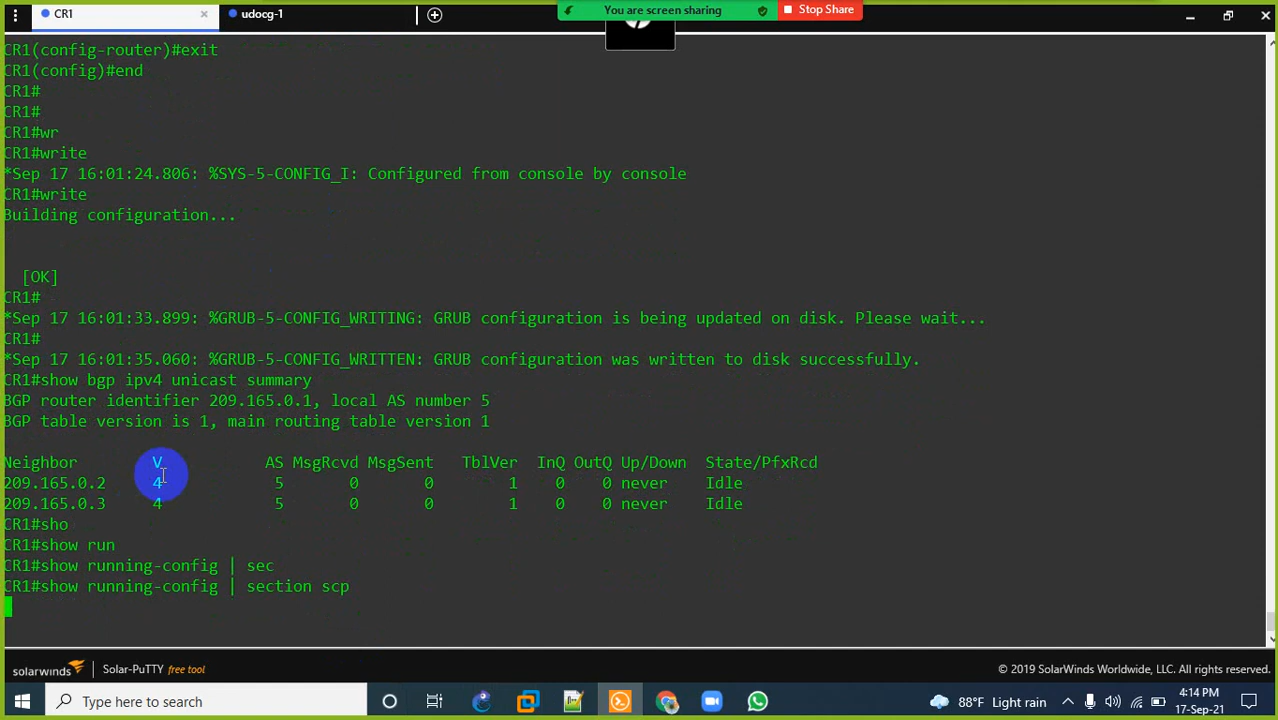 CR1
udocg-1
You are screen sharing
Stop Share
CR1(config-router)#exit
CR1(config)#end
CR1#
CR1#
CR1#wr
CR1#write
*Sep 17 16:01:24.806: %SYS-5-CONFIG_I: Configured from console by console
CR1#write
Building configuration...
[OK]
CR1#
*Sep 17 16:01:33.899: %GRUB-5-CONFIG_WRITING: GRUB configuration is being updated on disk. Please wait...
CR1#
*Sep 17 16:01:35.060: %GRUB-5-CONFIG_WRITTEN: GRUB configuration was written to disk successfully.
CR1#show bgp ipv4 unicast summary
BGP router identifier 209.165.0.1, local AS number 5
BGP table version is 1, main routing table version 1
Neighbor V AS MsgRcvd MsgSent TblVer InQ OutQ Up/Down State/PfxRcd
209.165.0.2 4 5 0 0 1 0 0 never Idle
209.165.0.3 4 5 0 0 1 0 0 never Idle
CR1#sho
CR1#show run
CR1#show running-config | sec
CR1#show running-config | section scp
solarwinds Solar-PuTTY free tool © 2019 SolarWinds Worldwide, LLC. All rights reserved.
Type here to search
88°F Light rain
4:14 PM
17-Sep-21